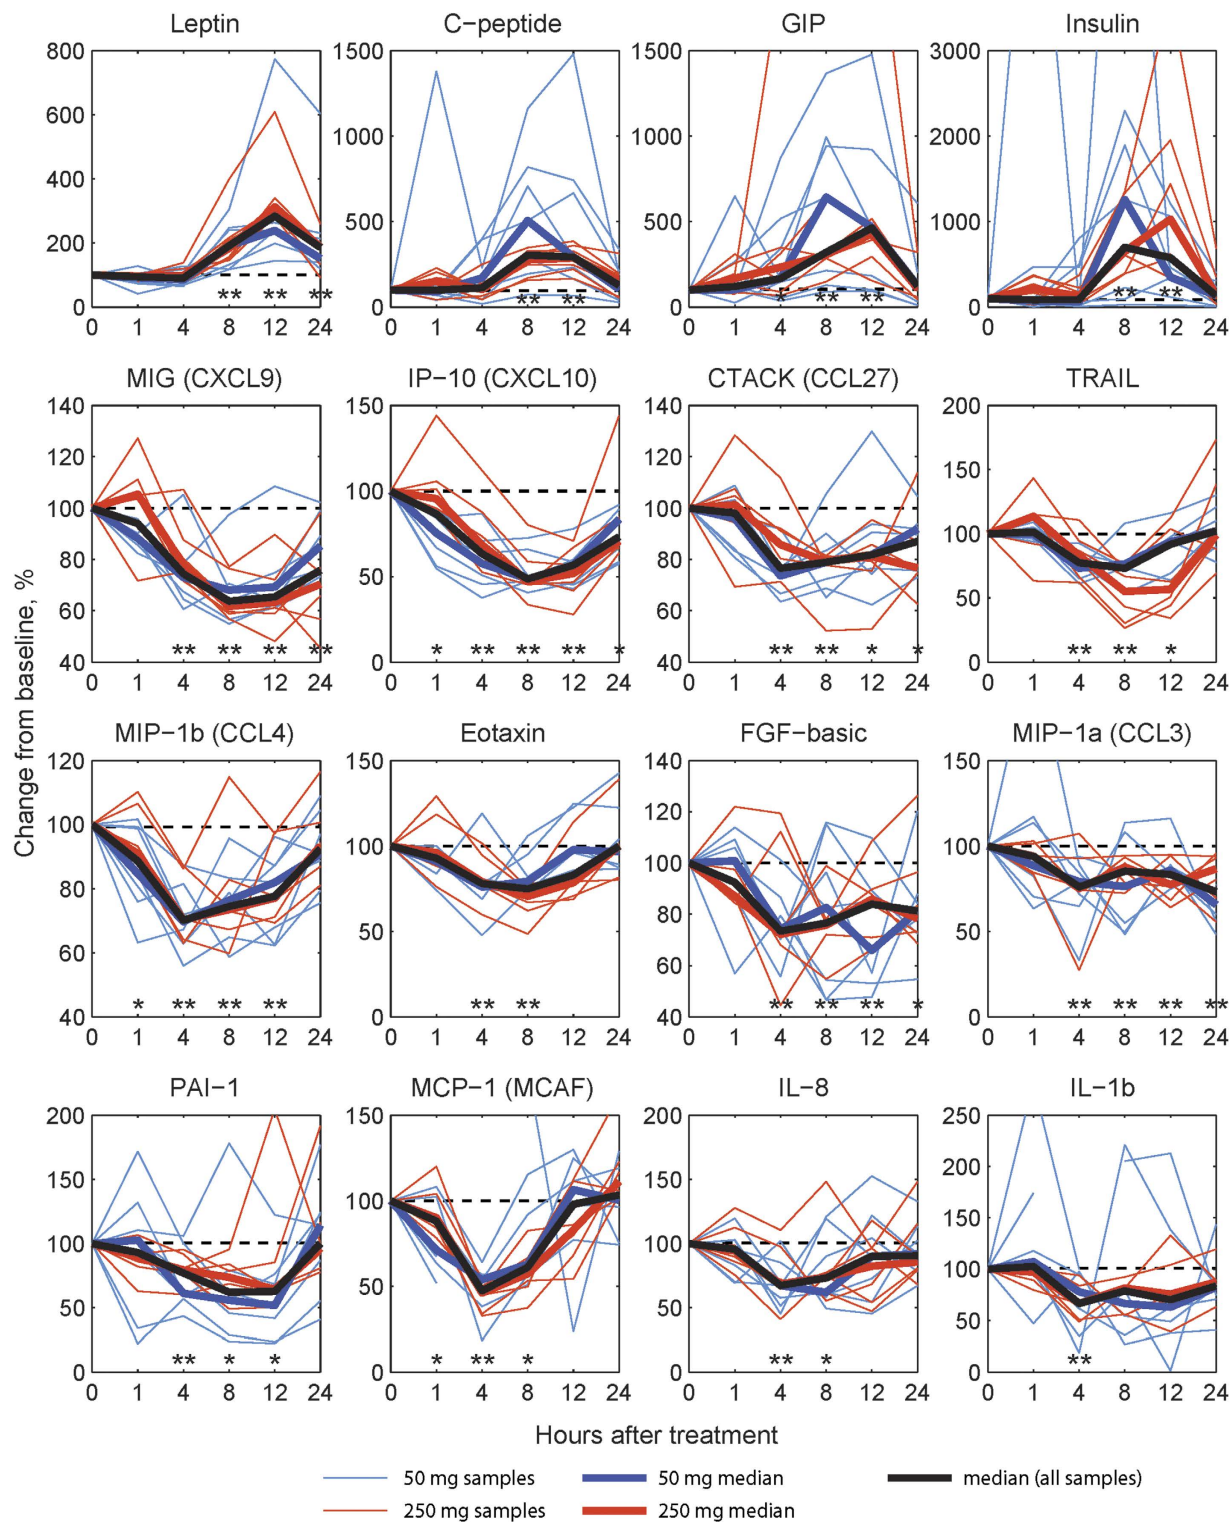 Leptin C−peptide GIP Insulin
800 1500 1500 3000
600 1000 1000 2000
400 500 500 1000
200
0 0 0 0
** ** ** ** ** * ** ** ** **
0 1 4 8 12 24 0 1 4 8 12 24 0 1 4 8 12 24 0 1 4 8 12 24
MIG (CXCL9) IP−10 (CXCL10) CTACK (CCL27) TRAIL
140 150 140 200
120 120 150
100 100 100 100
80 80
60 50 60 50
40 0 40 0
** ** ** ** * ** ** ** * ** ** * * ** ** *
0 1 4 8 12 24 0 1 4 8 12 24 0 1 4 8 12 24 0 1 4 8 12 24
Change from baseline, %
MIP−1b (CCL4) Eotaxin FGF−basic MIP−1a (CCL3)
120 150 140 150
120
100 100 100 100
80 80
60 50 60 50
40 0 40 0
* ** ** ** ** ** ** ** ** * ** ** ** **
0 1 4 8 12 24 0 1 4 8 12 24 0 1 4 8 12 24 0 1 4 8 12 24
PAI−1 MCP−1 (MCAF) IL−8 IL−1b
200 150 200 250
150 150 200
100 100 100 150
50 50 50 100
50
0 0 0 0
** * * * ** * ** * **
0 1 4 8 12 24 0 1 4 8 12 24 0 1 4 8 12 24 0 1 4 8 12 24
Hours after treatment
50 mg samples 50 mg median median (all samples)
250 mg samples 250 mg median